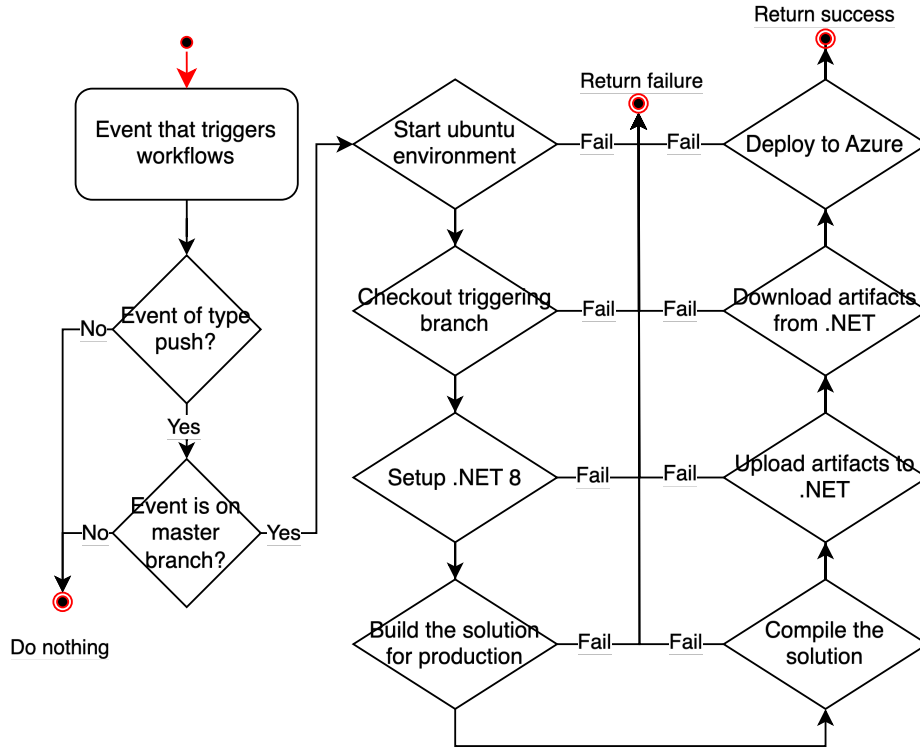 Return success
Return failure
Event that triggers
workflows
Event of type
push?
No
Yes
Event is on
master
branch?
No
Yes
Do nothing
Start ubuntu
environment
Fail
Checkout triggering
branch
Fail
Setup .NET 8
Fail
Build the solution
for production
Fail
Compile the
solution
Fail
Upload artifacts to
.NET
Fail
Download artifacts
from .NET
Fail
Deploy to Azure
Fail